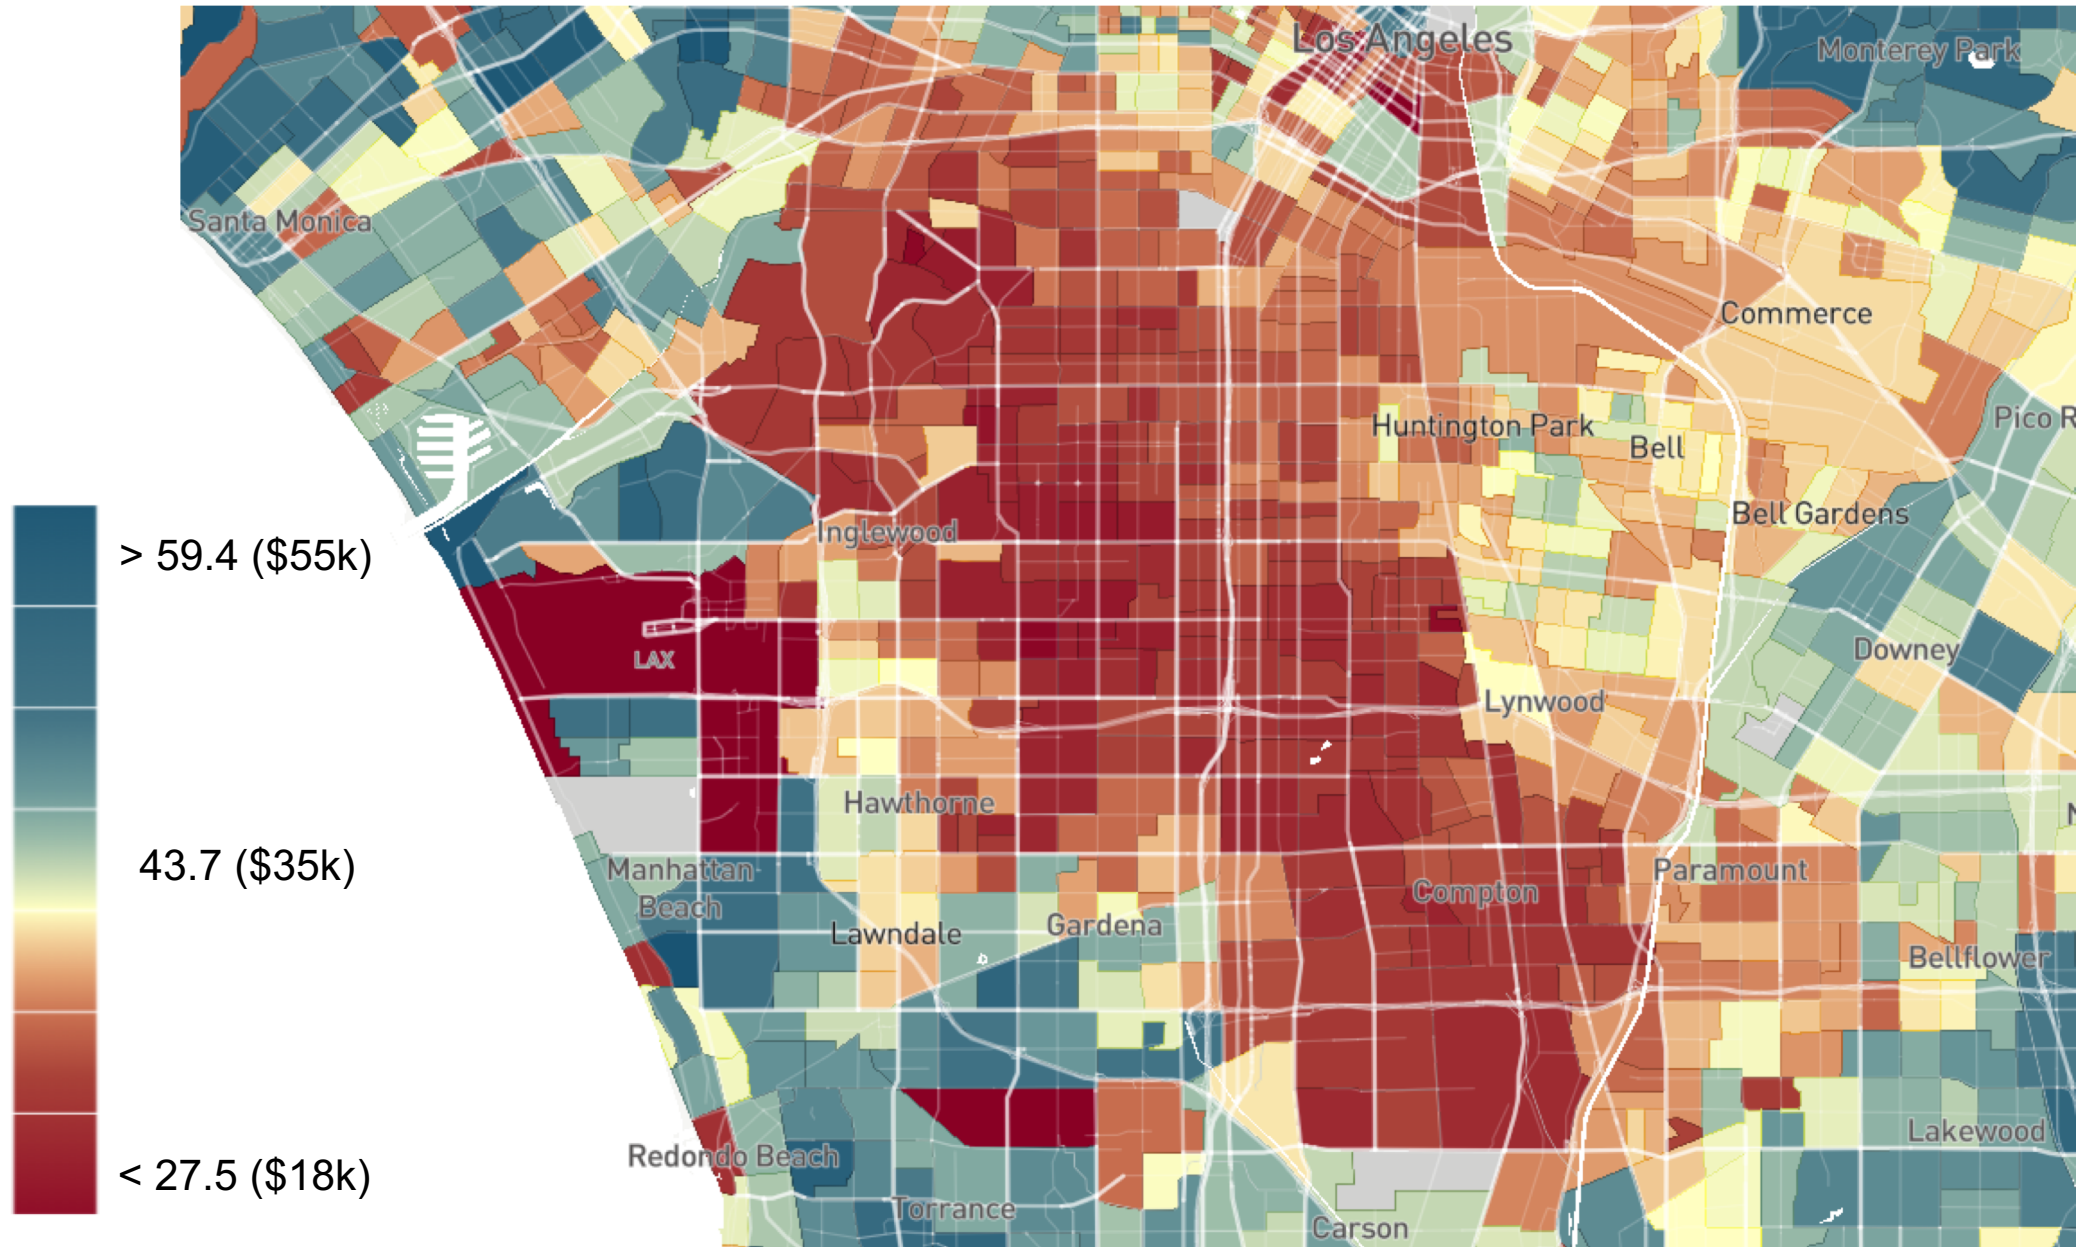 Los Angeles
Monterey Park
Santa Monica
Commerce
Pico R
Huntington Park
Bell
Bell Gardens
Inglewood
> 59.4 ($55k)
LAX
Downey
Lynwood
Hawthorne
43.7 ($35k)
Manhattan
Beach
Paramount
Compton
Gardena
Lawndale
Bellflower
Lakewood
Redondo Beach
< 27.5 ($18k)
Torrance
Carson